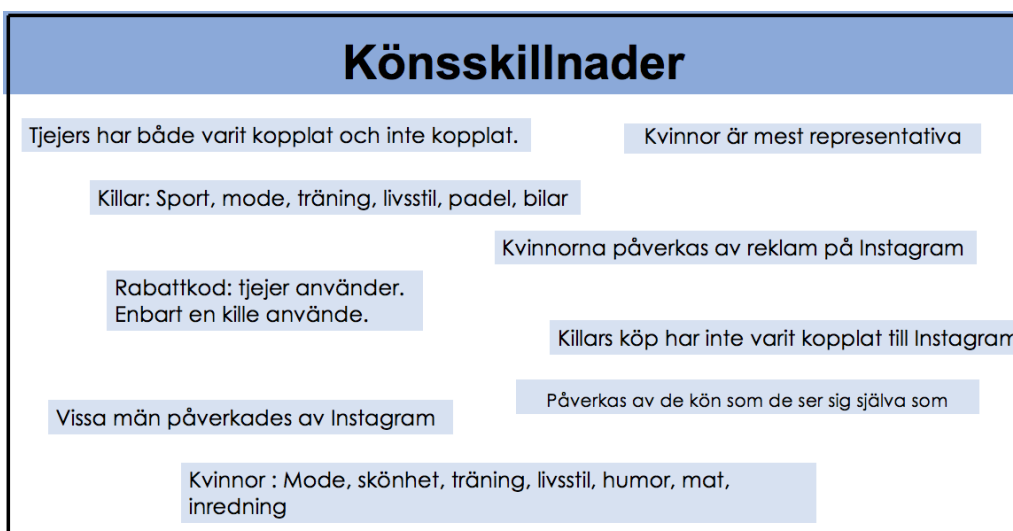 Könsskillnader
Tjejers har både varit kopplat och inte kopplat.
Kvinnor är mest representativa
Killar: Sport, mode, träning, livsstil, padel, bilar
Kvinnorna påverkas av reklam på Instagram
Rabattkod: tjejer använder.
Enbart en kille använde.
Killars köp har inte varit kopplat till Instagram
Påverkas av de kön som de ser sig själva som
Vissa män påverkades av Instagram
Kvinnor : Mode, skönhet, träning, livsstil, humor, mat,
inredning